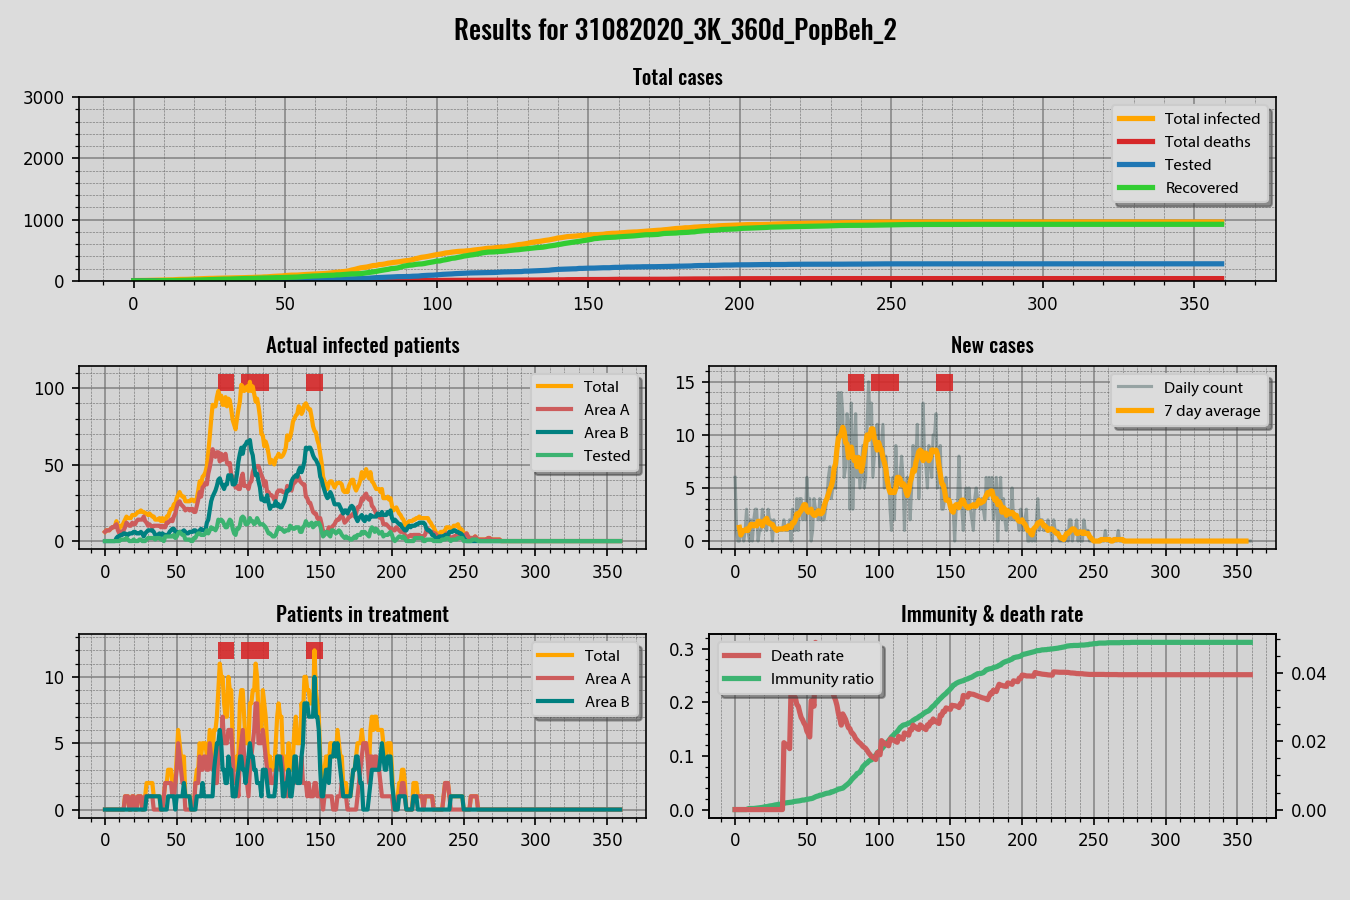 Results for 31082020_3K_360d_PopBeh_2
Total cases
3000
2000
1000
0
Total infected
Total deaths
Tested
Recovered
0 50 100 150 200 250 300 350
Actual infected patients
100
50
0
Total
Area A
Area B
Tested
0 50 100 150 200 250 300 350
New cases
15
10
5
0
Daily count
7 day average
0 50 100 150 200 250 300 350
Patients in treatment
10
5
0
Total
Area A
Area B
0 50 100 150 200 250 300 350
Immunity & death rate
0.3
0.2
0.1
0.0
Death rate
Immunity ratio
0.04
0.02
0.00
0 50 100 150 200 250 300 350